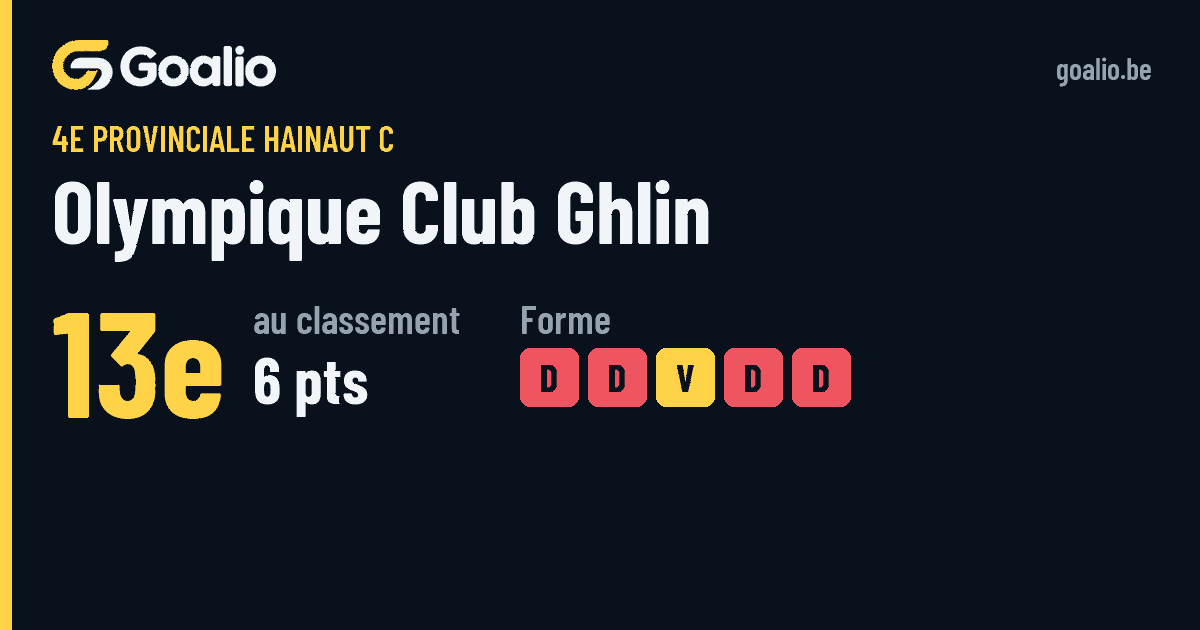 Goalio
goalio.be
4E PROVINCIALE HAINAUT C
Olympique Club Ghlin
13e
au classement
6 pts
Forme
D D V D D